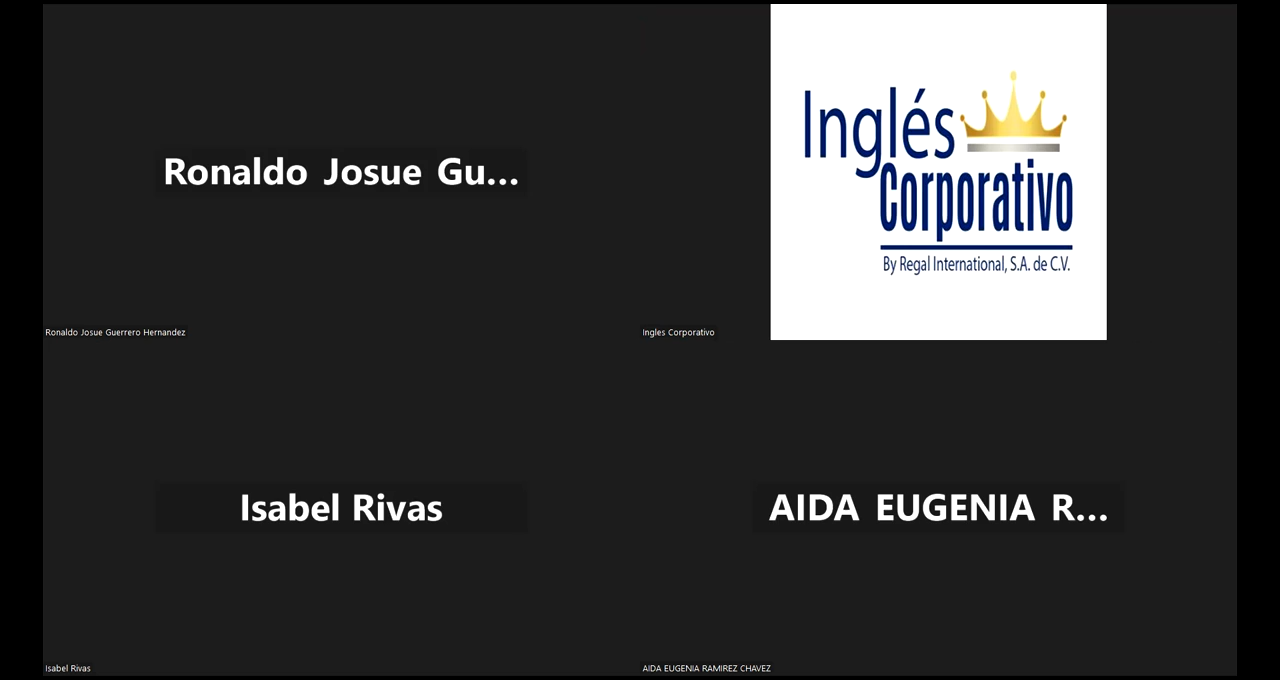 Ronaldo Josue Gu...
Ronaldo Josue Guerrero Hernandez
Inglés
Corporativo
By Regal International, S.A. de C.V.
Ingles Corporativo
Isabel Rivas
Isabel Rivas
AIDA EUGENIA R...
AIDA EUGENIA RAMIREZ CHAVEZ